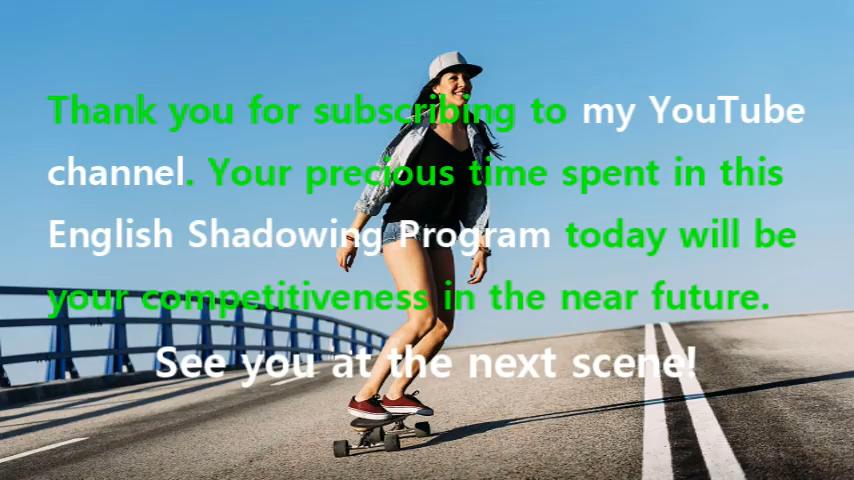 Thank you for subscribing to my YouTube
channel. Your precious time spent in this
English Shadowing Program today will be
your competitiveness in the near future.
See you at the next scene!